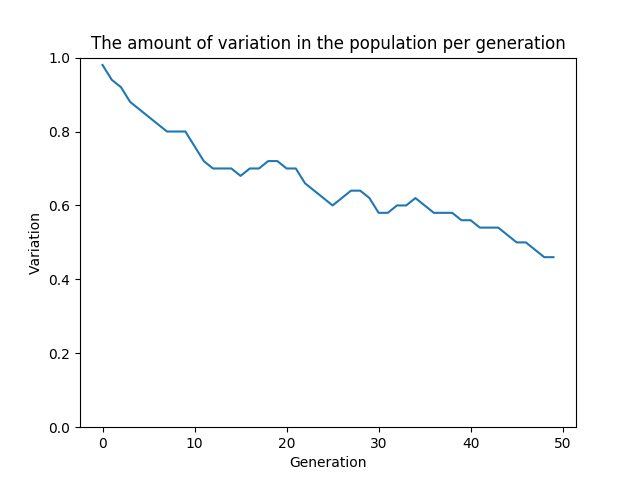 The amount of variation in the population per generation
1.0
0.8
0.6
0.4
0.2
0.0
Variation
0 10 20 30 40 50
Generation